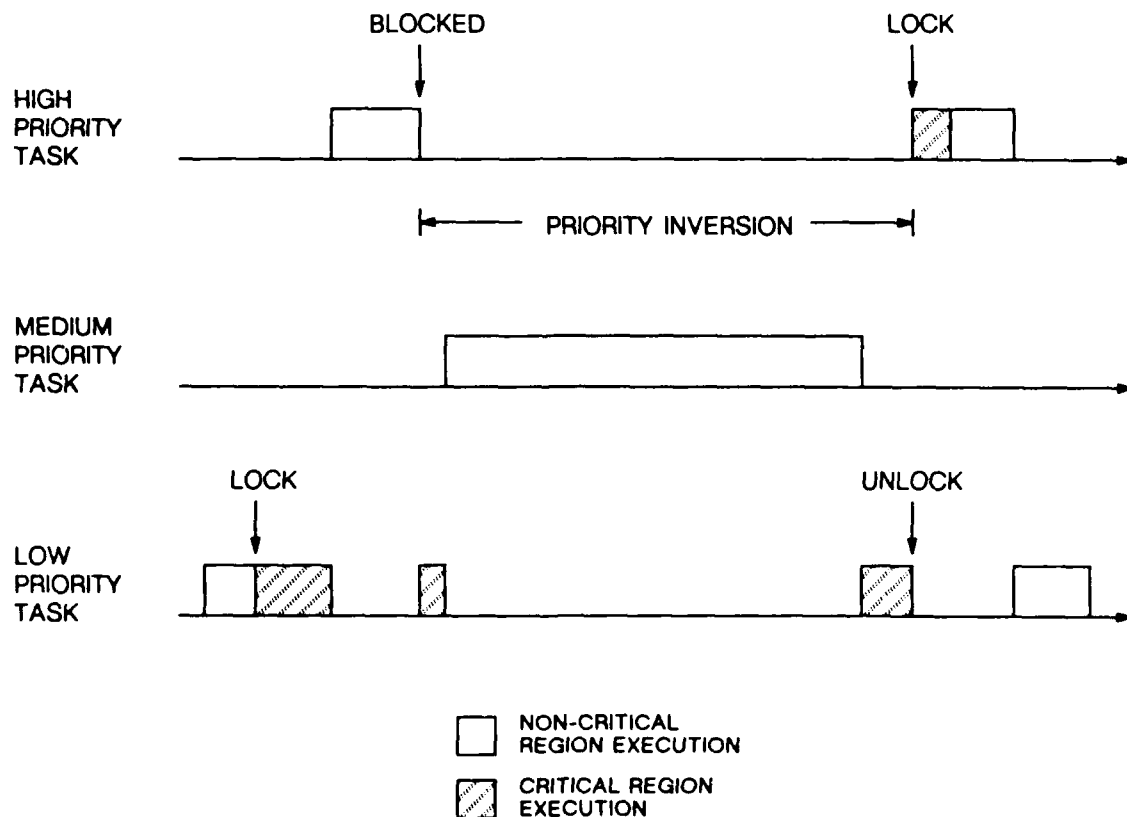 BLOCKED
LOCK
HIGH
PRIORITY
TASK
PRIORITY INVERSION
MEDIUM
PRIORITY
TASK
LOCK
UNLOCK
LOW
PRIORITY
TASK
NON-CRITICAL
REGION EXECUTION
CRITICAL REGION
EXECUTION